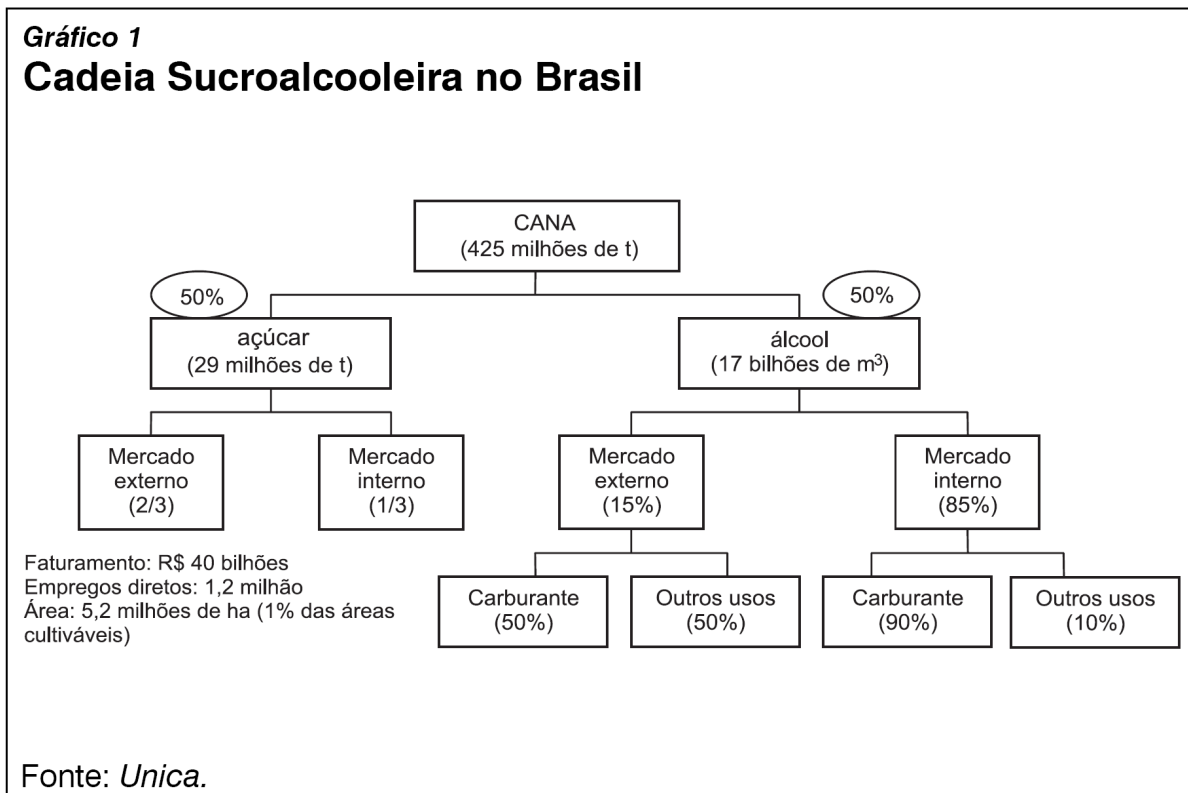 Gráfico 1
Cadeia Sucroalcooleira no Brasil
CANA
(425 milhões de t)
50%
50%
açúcar
(29 milhões de t)
álcool
(17 bilhões de m³)
Mercado
externo
(2/3)
Mercado
interno
(1/3)
Mercado
externo
(15%)
Mercado
interno
(85%)
Faturamento: R$ 40 bilhões
Empregos diretos: 1,2 milhão
Área: 5,2 milhões de ha (1% das áreas
cultiváveis)
Carburante
(50%)
Outros usos
(50%)
Carburante
(90%)
Outros usos
(10%)
Fonte: Unica.